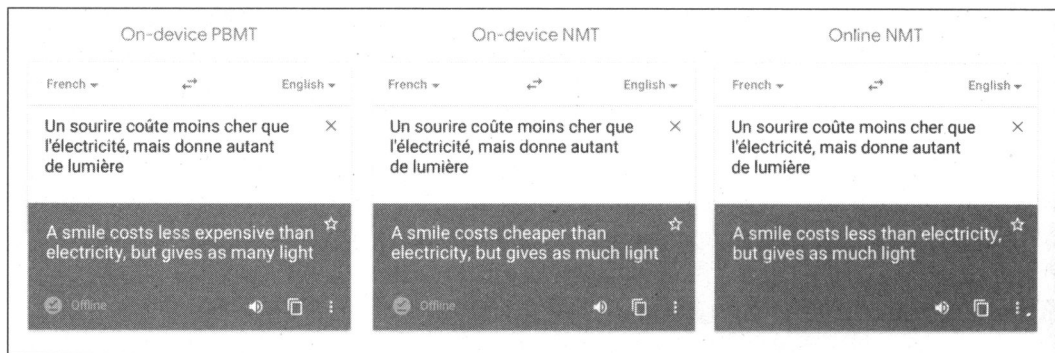 On-device PBMT
French
English
Un sourire coûte moins cher que
l'électricité, mais donne autant
de lumière
A smile costs less expensive than
electricity, but gives as many light
Offline
On-device NMT
French
English
Un sourire coûte moins cher que
l'électricité, mais donne autant
de lumière
A smile costs cheaper than
electricity, but gives as much light
Offline
Online NMT
French
English
Un sourire coûte moins cher que
l'électricité, mais donne autant
de lumière
A smile costs less than electricity,
but gives as much light